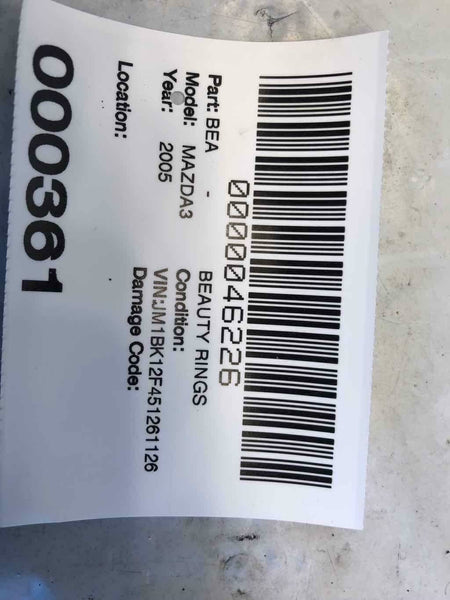 0000046226
Part: BEA - BEAUTY RINGS
Model: MAZDA3 Condition:
Year: 2005 VIN:JM1BK12F451261126
Damage Code:
Location:
000361